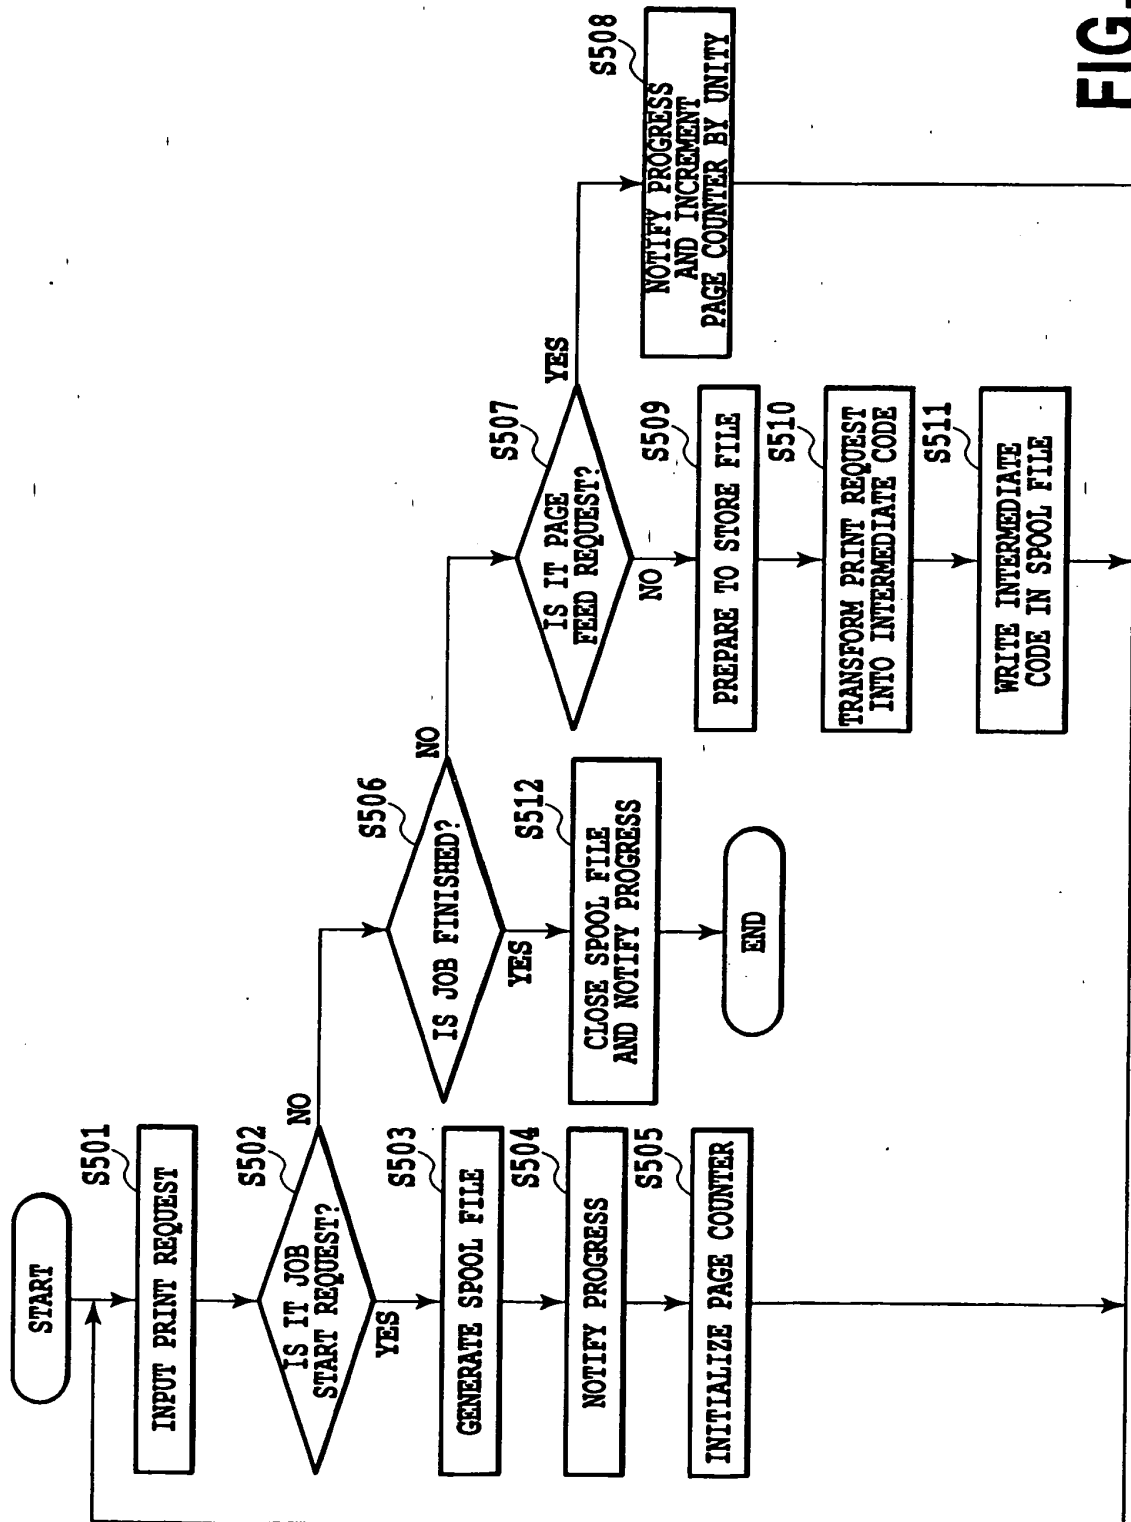 START
INPUT PRINT REQUEST
S501
IS IT JOB
START REQUEST?
S502
NO
YES
GENERATE SPOOL FILE
S503
NOTIFY PROGRESS
S504
INITIALIZE PAGE COUNTER
S505
IS JOB FINISHED?
S506
NO
YES
CLOSE SPOOL FILE
AND NOTIFY PROGRESS
S512
END
IS IT PAGE
FEED REQUEST?
S507
YES
NO
NOTIFY PROGRESS
AND INCREMENT
PAGE COUNTER BY UNITY
S508
PREPARE TO STORE FILE
S509
TRANSFORM PRINT REQUEST
INTO INTERMEDIATE CODE
S510
WRITE INTERMEDIATE
CODE IN SPOOL FILE
S511
FIG.